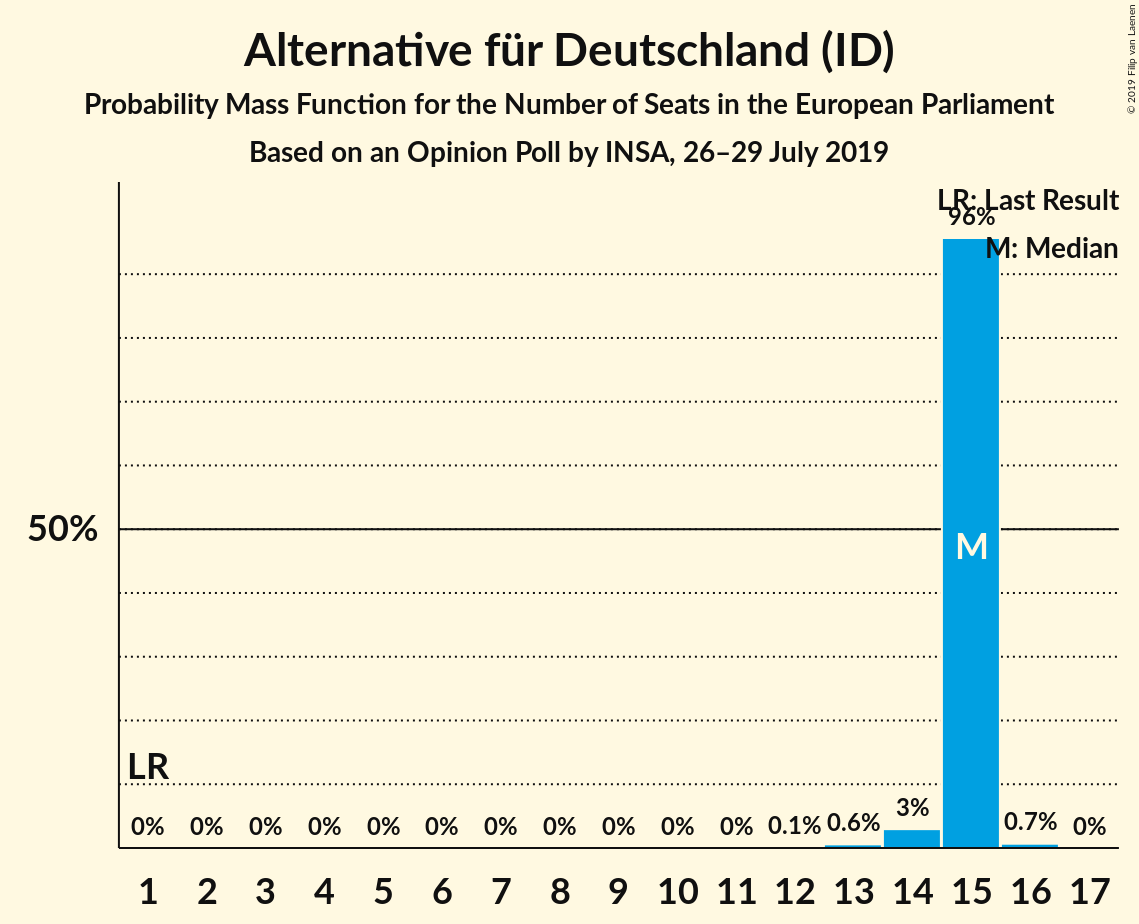 Alternative für Deutschland (ID)
Probability Mass Function for the Number of Seats in the European Parliament
Based on an Opinion Poll by INSA, 26–29 July 2019
© 2019 Filip van Laenen
LR: Last Result
96%
M: Median
50%
M
LR
0% 0% 0% 0% 0% 0% 0% 0% 0% 0% 0% 0.1% 0.6% 3% 0.7% 0%
1 2 3 4 5 6 7 8 9 10 11 12 13 14 15 16 17